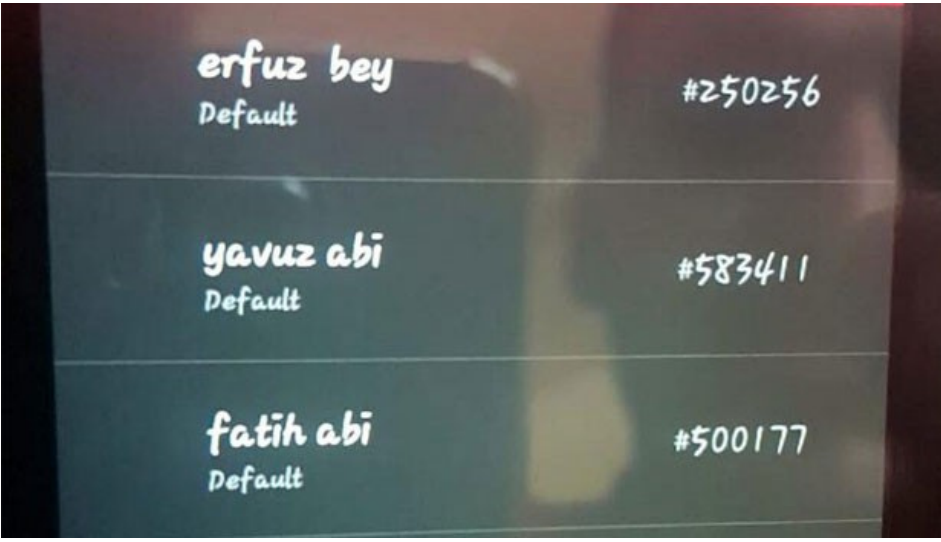 erfuz bey
#250256
Default
yavuz abi
#583411
Default
fatih abi
#500177
Default